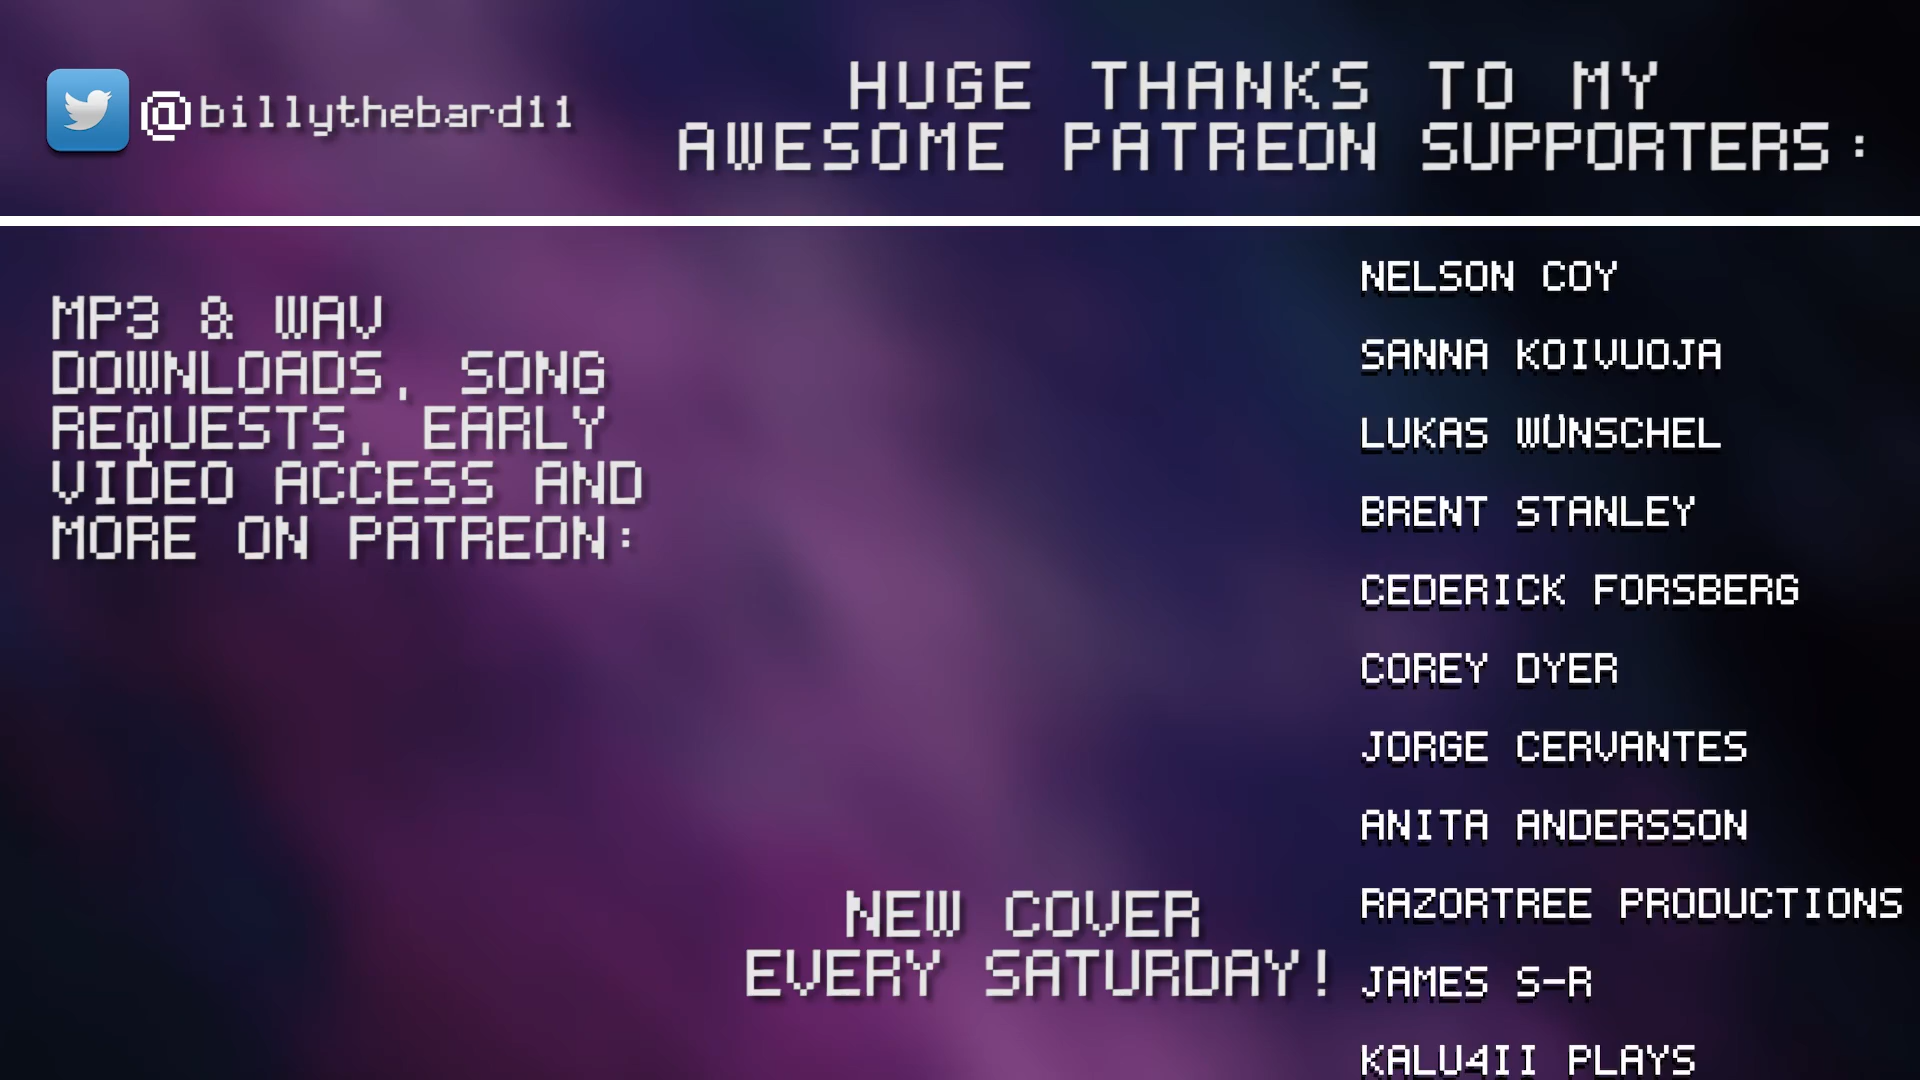 @billythebard11
HUGE THANKS TO MY
AWESOME PATREON SUPPORTERS:
MP3 & WAV
DOWNLOADS, SONG
REQUESTS, EARLY
VIDEO ACCESS AND
MORE ON PATREON:
NEW COVER
EVERY SATURDAY!
NELSON COY
SANNA KOIVUOJA
LUKAS WÜNSCHEL
BRENT STANLEY
CEDERICK FORSBERG
COREY DYER
JORGE CERVANTES
ANITA ANDERSSON
RAZORTREE PRODUCTIONS
JAMES S-R
KALU4II PLAYS